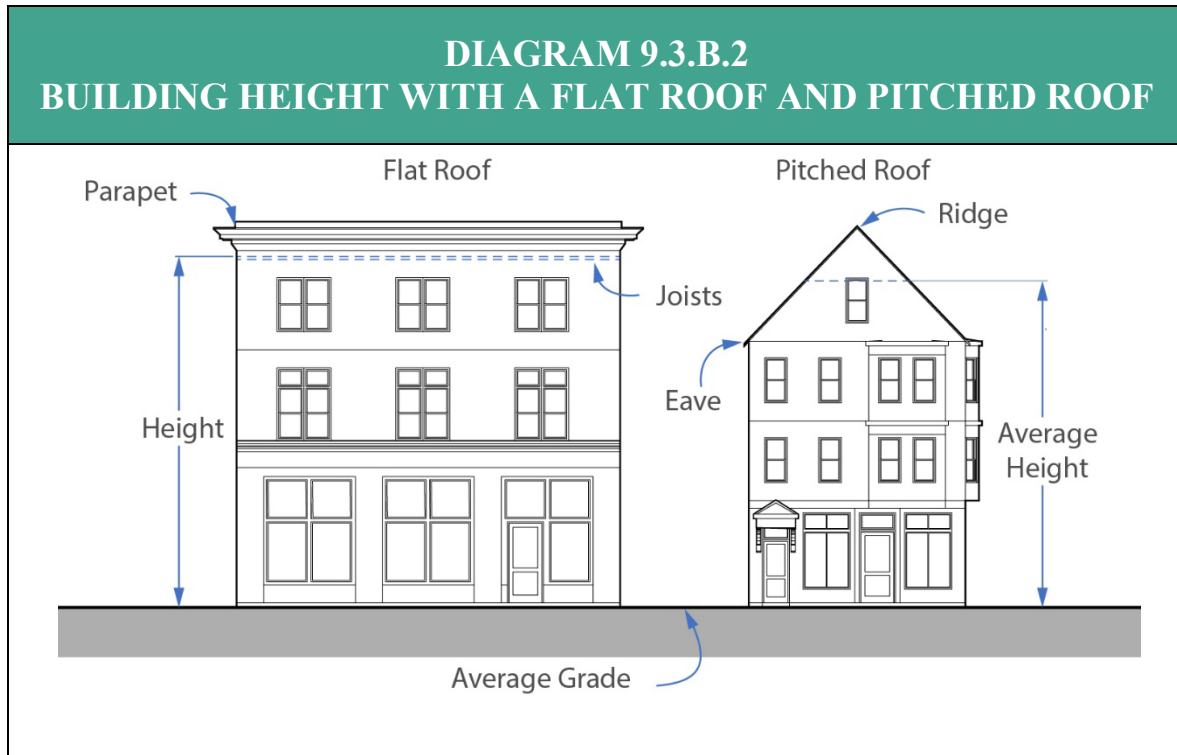 DIAGRAM 9.3.B.2
BUILDING HEIGHT WITH A FLAT ROOF AND PITCHED ROOF
Flat Roof
Pitched Roof
Parapet
Ridge
Joists
Eave
Height
Average
Height
Average Grade